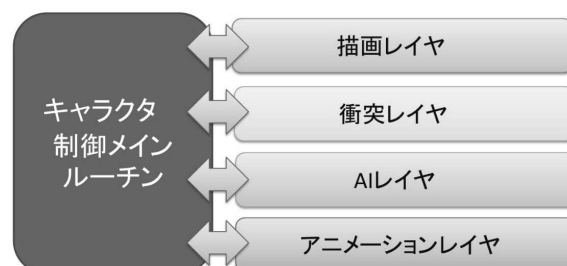 キャラクタ
制御メイン
ルーチン
描画レイヤ
衝突レイヤ
AIレイヤ
アニメーションレイヤ